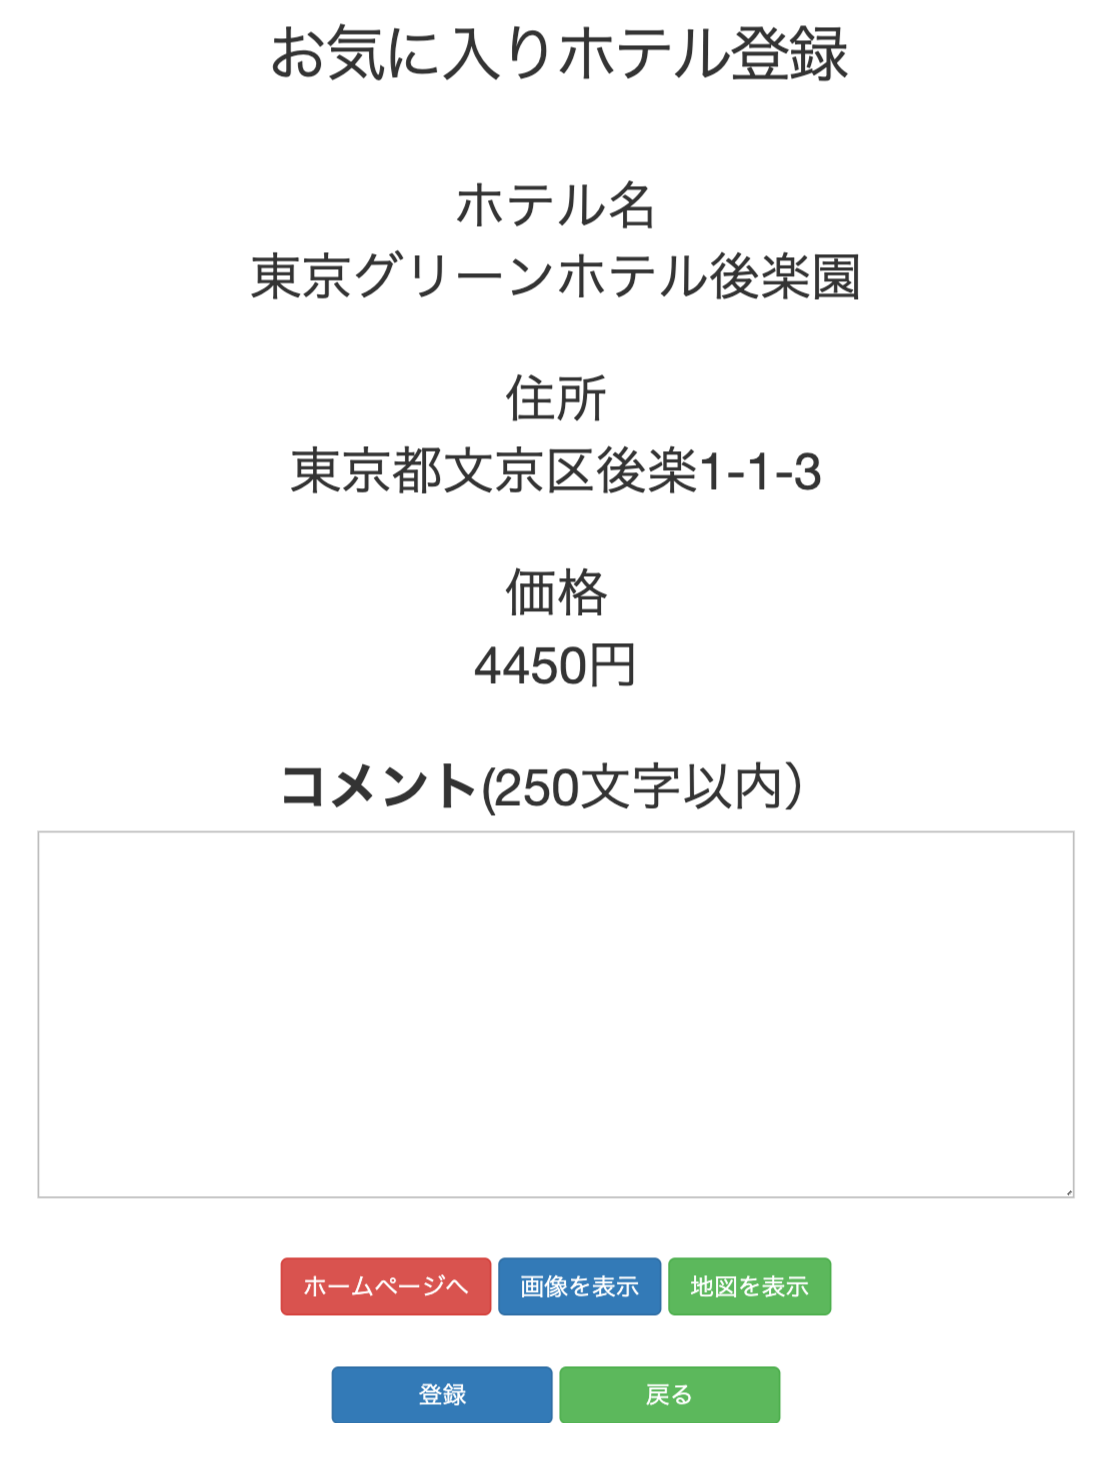 お気に入りホテル登録
ホテル名
東京グリーンホテル後楽園
住所
東京都文京区後楽1-1-3
価格
4450円
コメント(250文字以内）
ホームページへ 画像を表示 地図を表示
登録 戻る